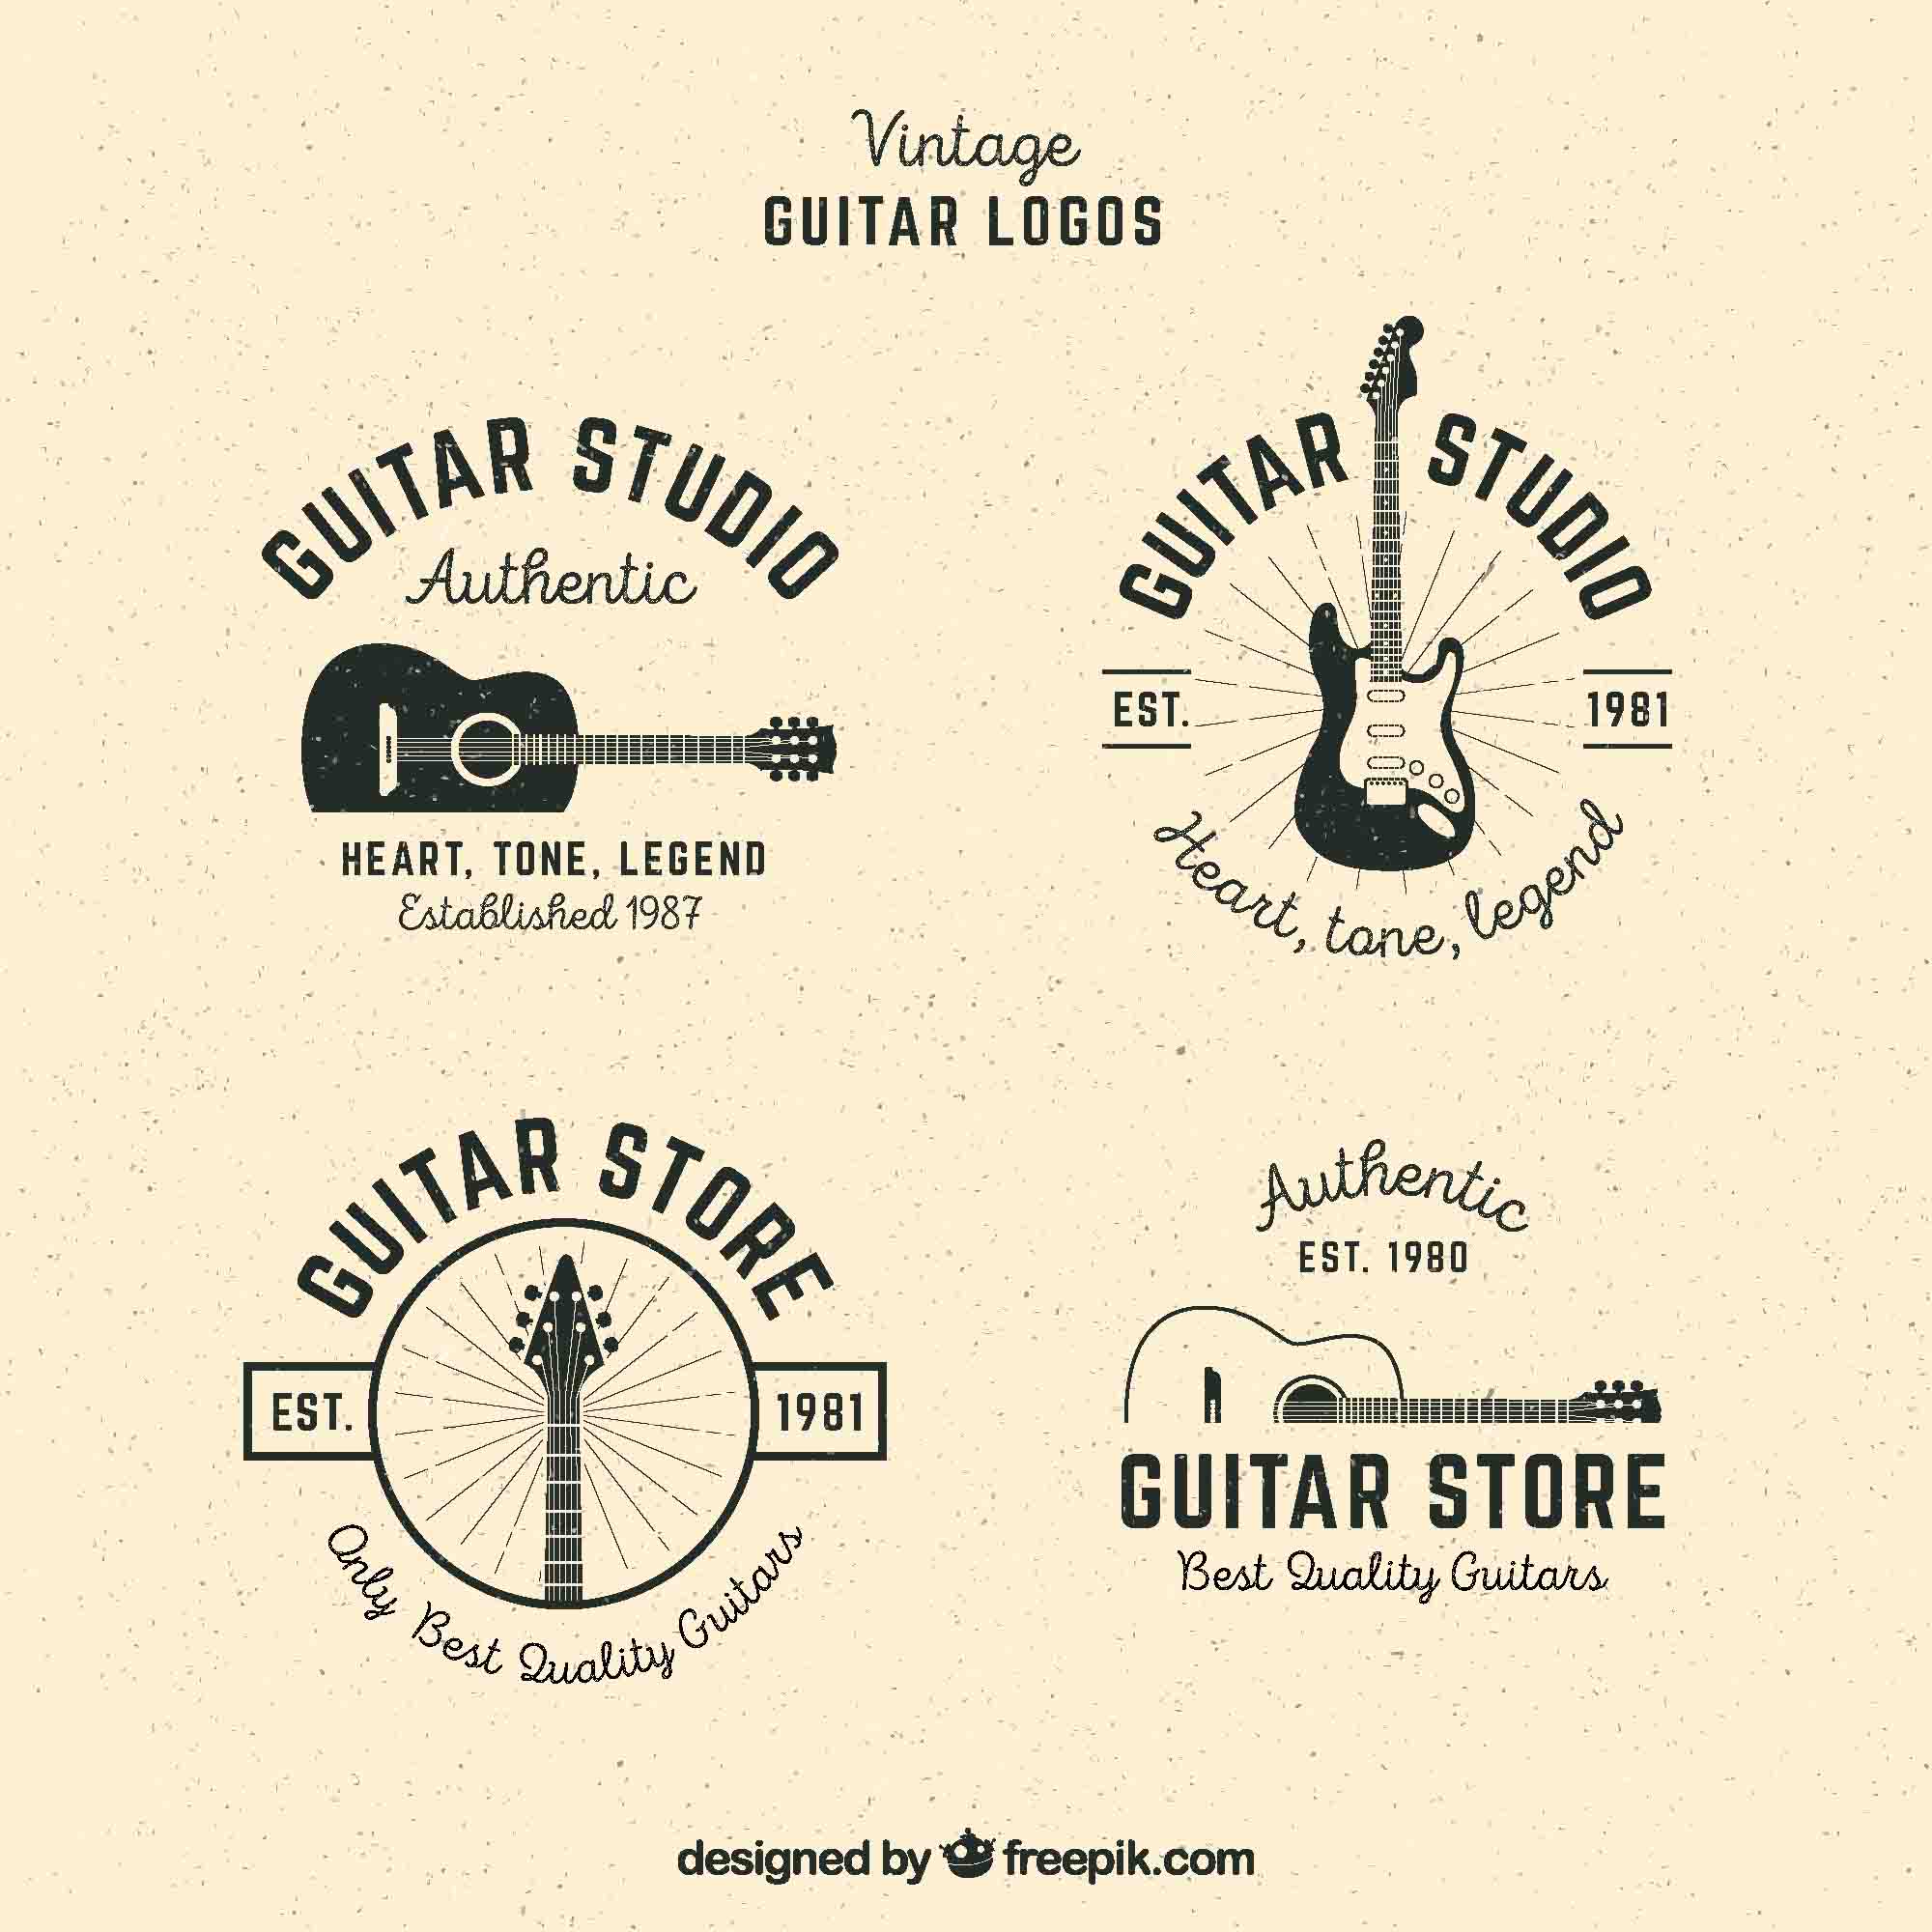 Vintage
GUITAR LOGOS
GUITAR STUDIO
Authentic
HEART, TONE, LEGEND
Established 1987
GUITAR STUDIO
EST. 1981
Heart, tone, legend
GUITAR STORE
EST. 1981
Only Best Quality Guitars
Authentic
EST. 1980
GUITAR STORE
Best Quality Guitars
designed by freepik.com